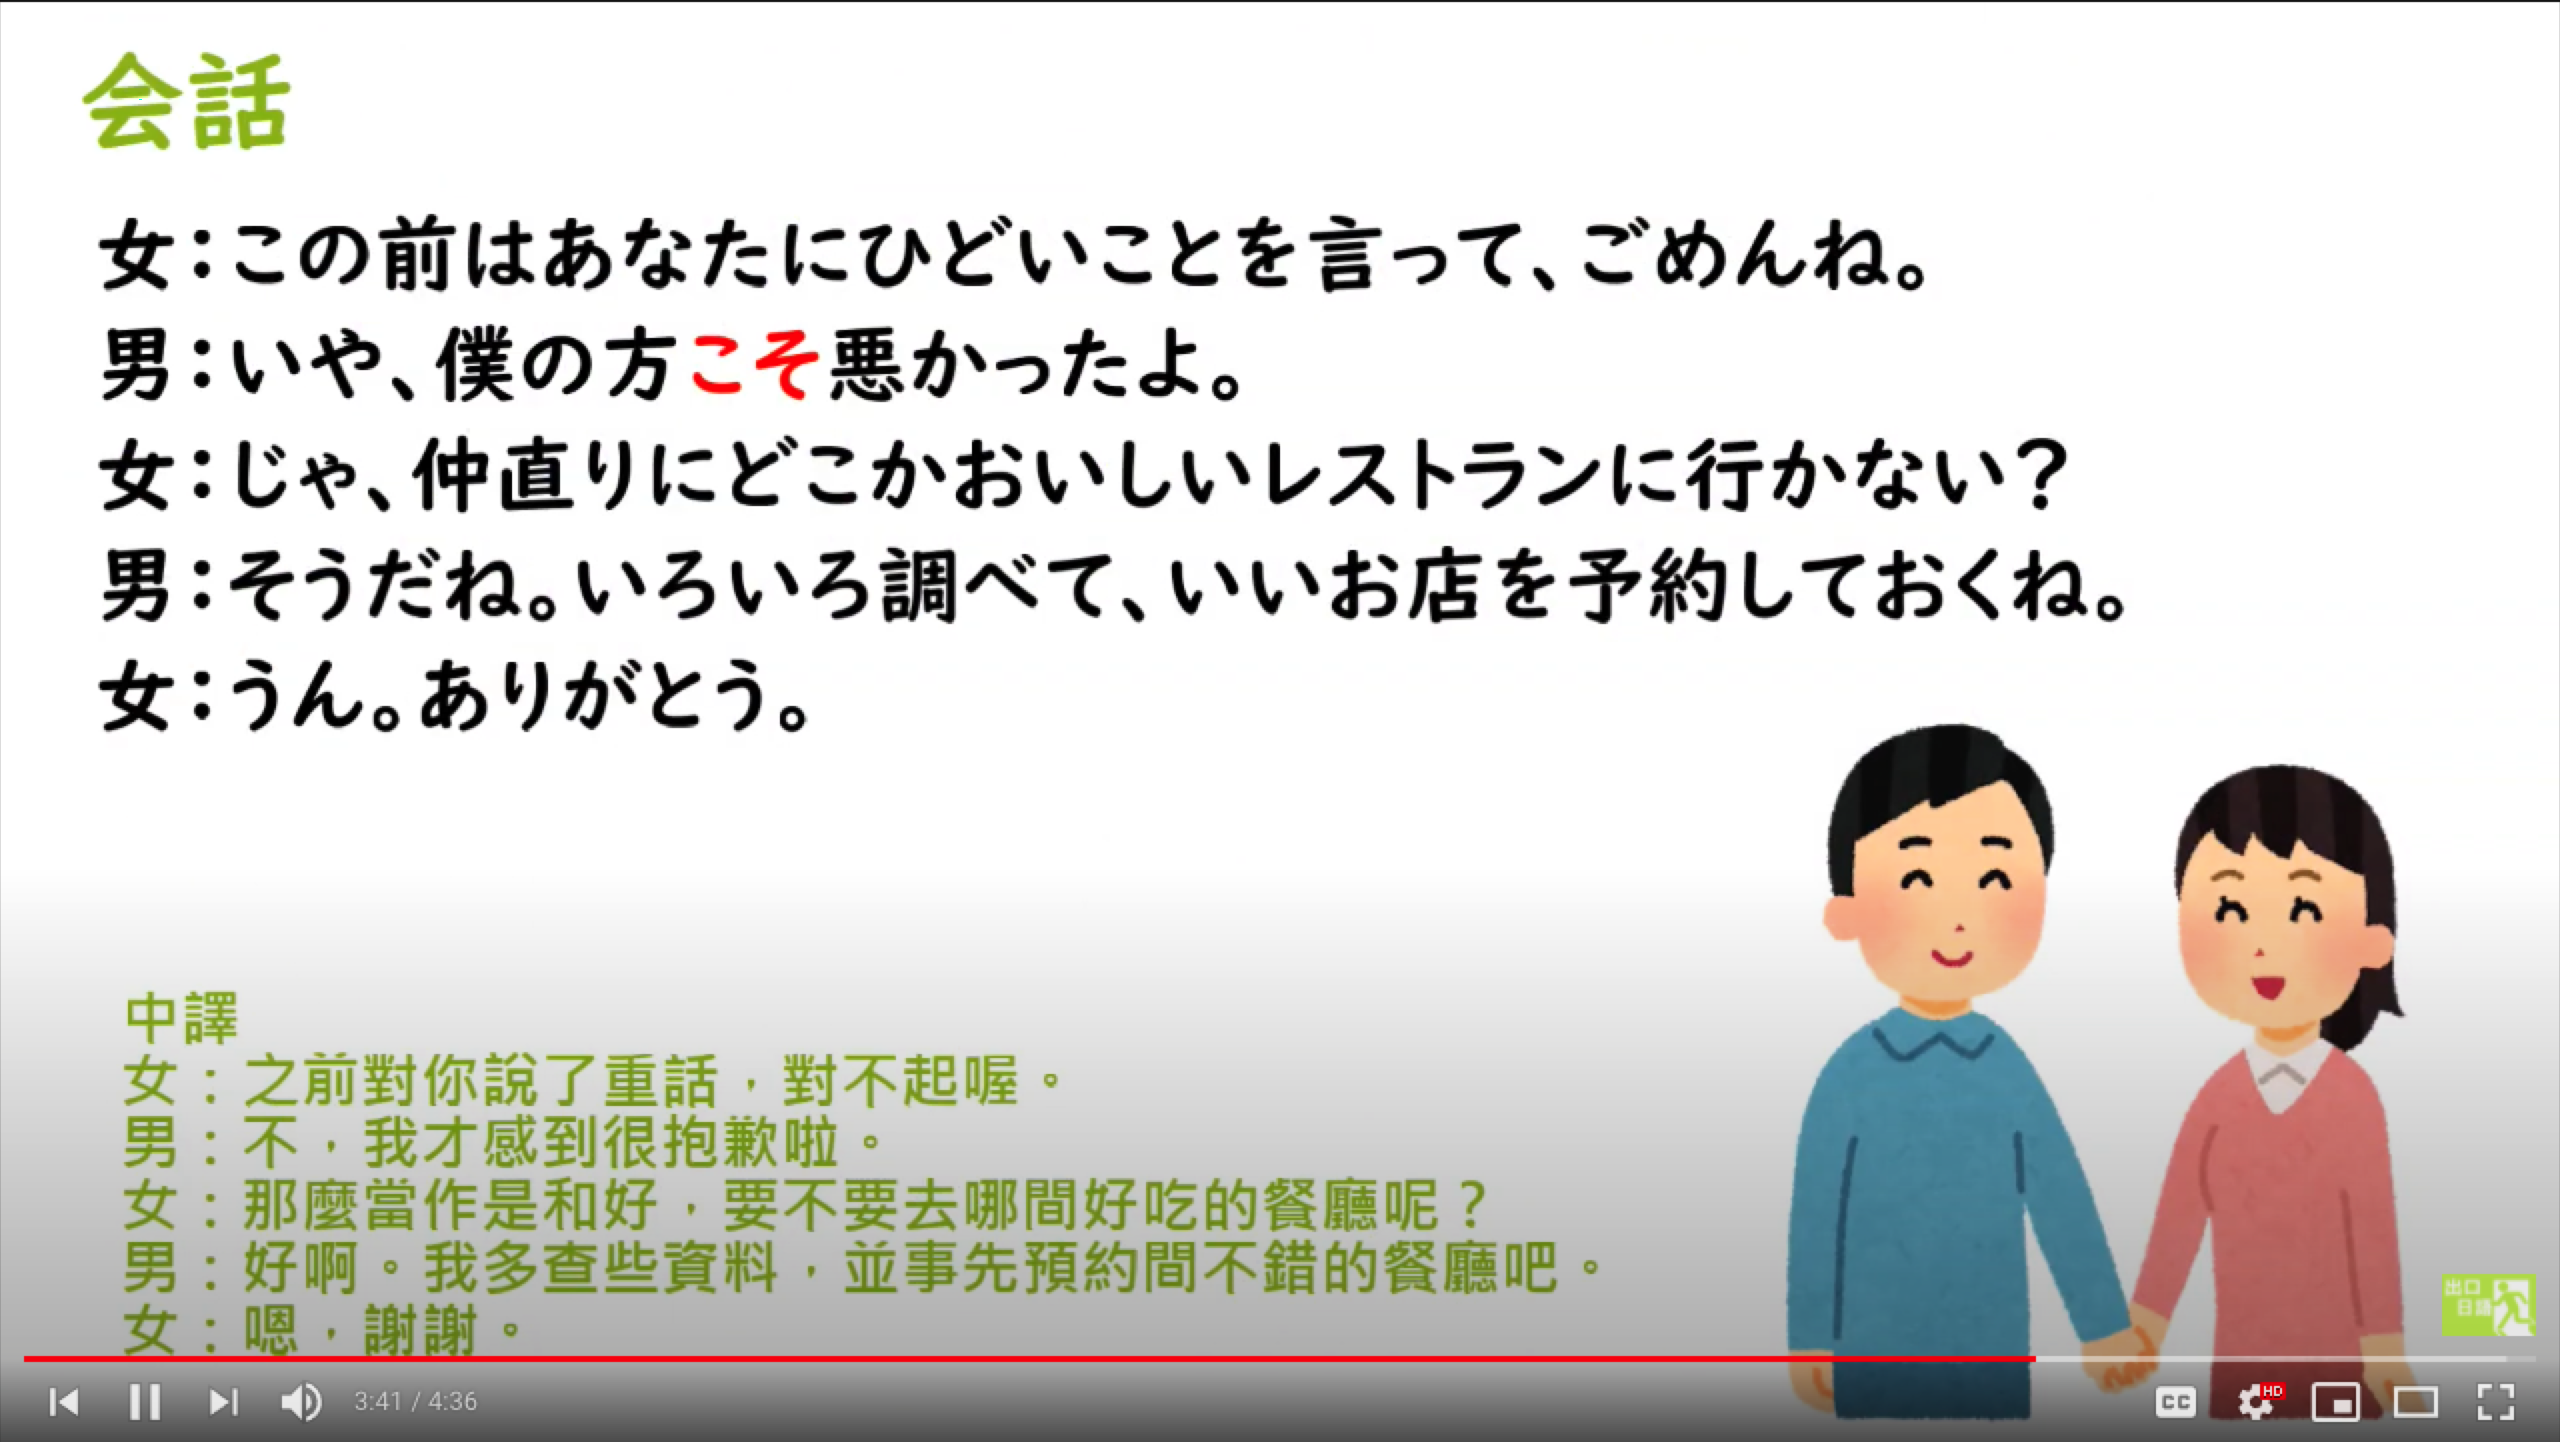 会話
女：この前はあなたにひどいことを言って、ごめんね。
男：いや、僕の方こそ悪かったよ。
女：じゃ、仲直りにどこかおいしいレストランに行かない？
男：そうだね。いろいろ調べて、いいお店を予約しておくね。
女：うん。ありがとう。
中譯
女：之前對你說了重話，對不起喔。
男：不，我才感到很抱歉啦。
女：那麼當作是和好，要不要去哪間好吃的餐廳呢？
男：好啊。我多查些資料，並事先預約間不錯的餐廳吧。
女：嗯，謝謝。
出口
日語
3:41 / 4:36
CC
HD